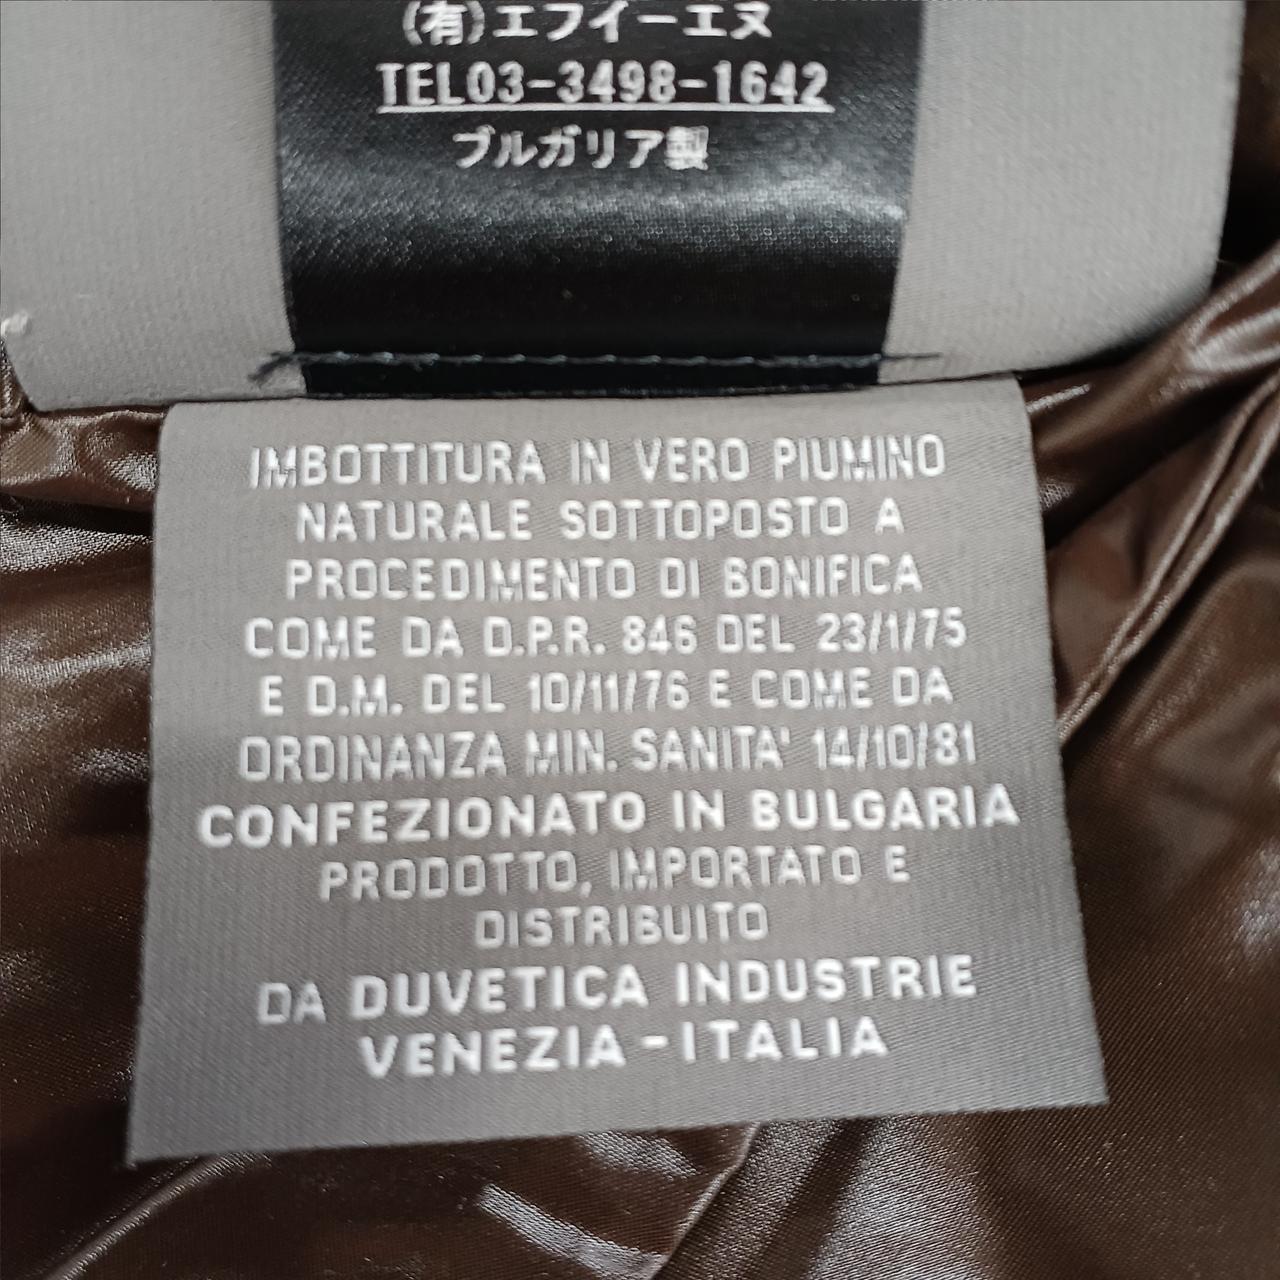 (有)エフイーエヌ
TEL03-3498-1642
ブルガリア製
IMBOTTITURA IN VERO PIUMINO
NATURALE SOTTOPOSTO A
PROCEDIMENTO DI BONIFICA
COME DA D.P.R. 846 DEL 23/1/75
E D.M. DEL 10/11/76 E COME DA
ORDINANZA MIN. SANITA' 14/10/81
CONFEZIONATO IN BULGARIA
PRODOTTO, IMPORTATO E
DISTRIBUITO
DA DUVETICA INDUSTRIE
VENEZIA-ITALIA